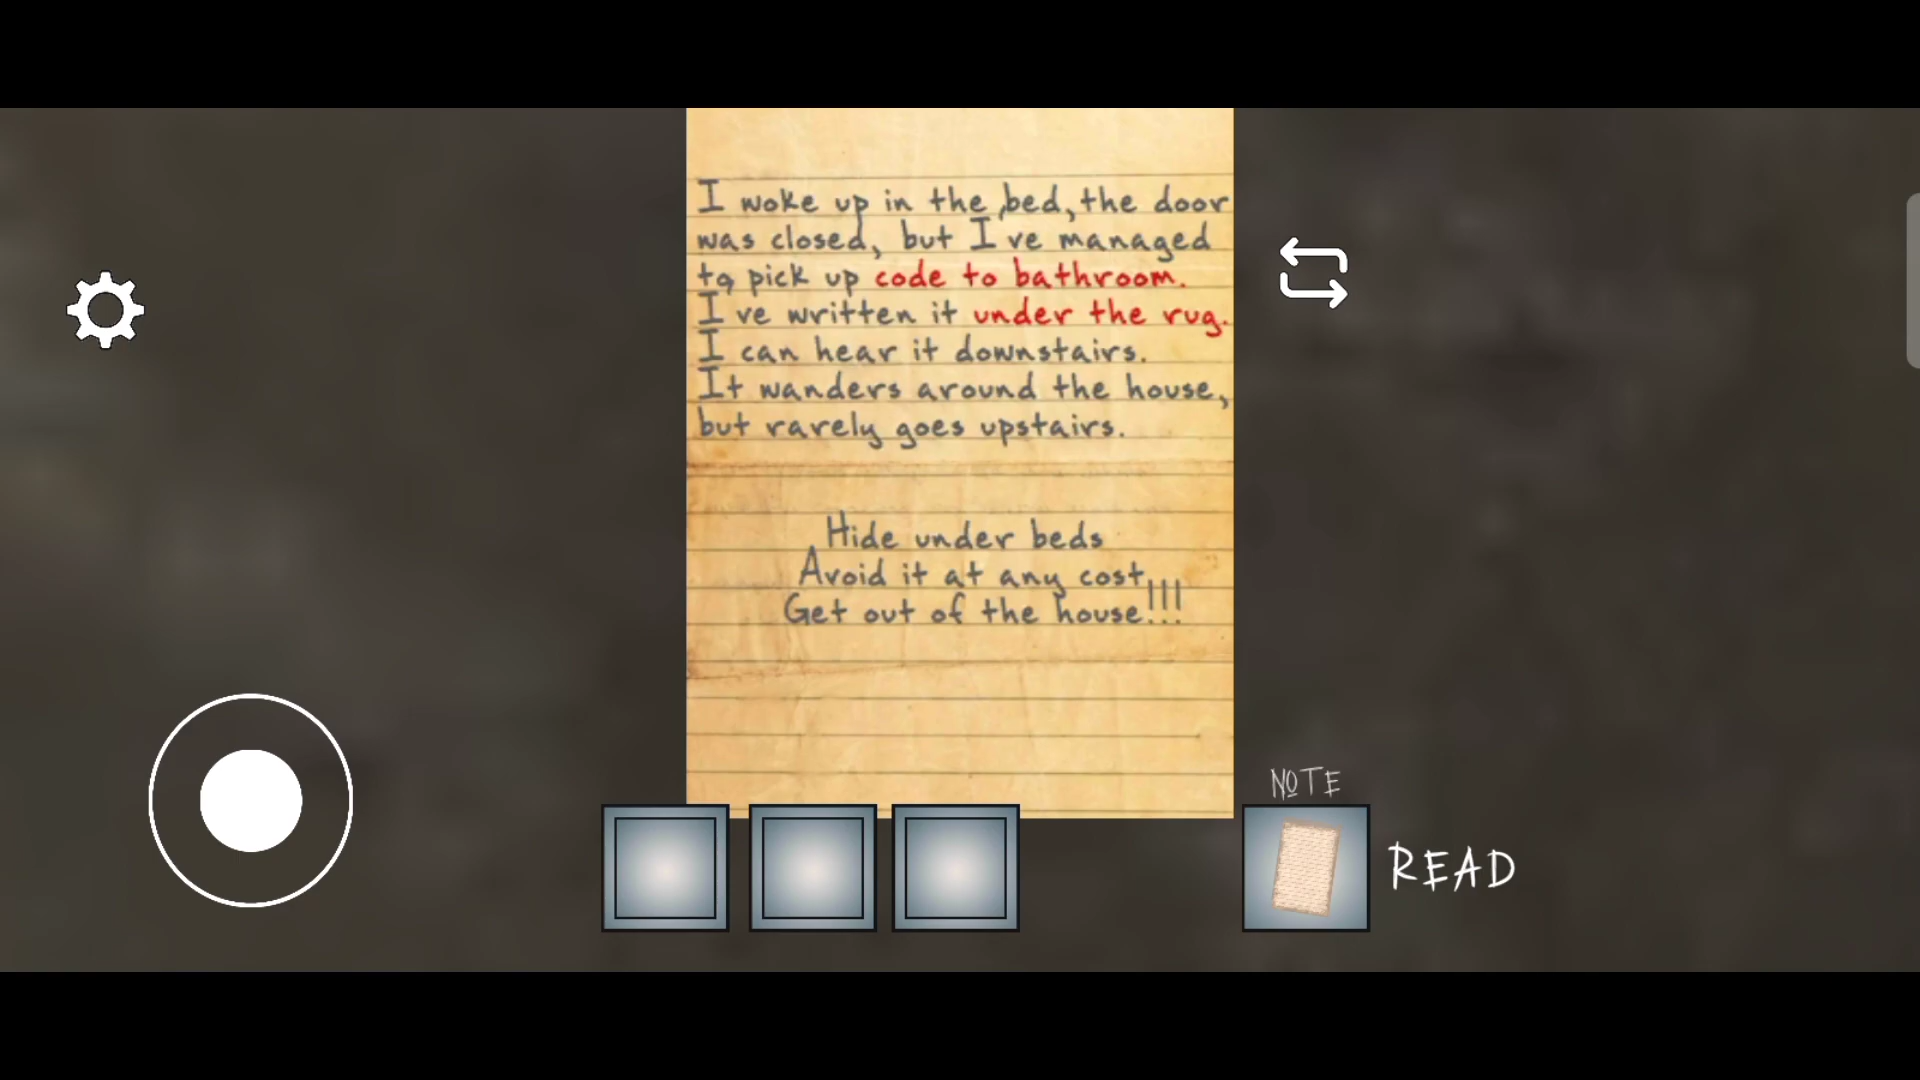 I woke up in the bed, the door
was closed, but I've managed
to pick up code to bathroom.
I've written it under the rug.
I can hear it downstairs.
It wanders around the house,
but rarely goes upstairs.
Hide under beds
Avoid it at any cost
Get out of the house!!!
NOTE
READ